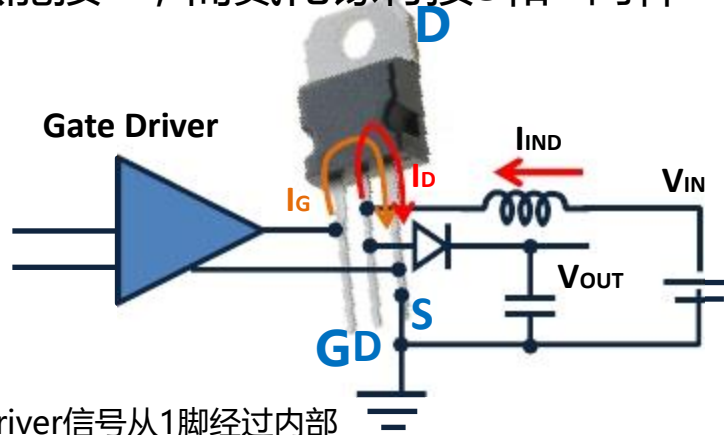 D
Gate Driver
IIND
ID
VIN
IG
VOUT
S
GD
river信号从1脚经过内部